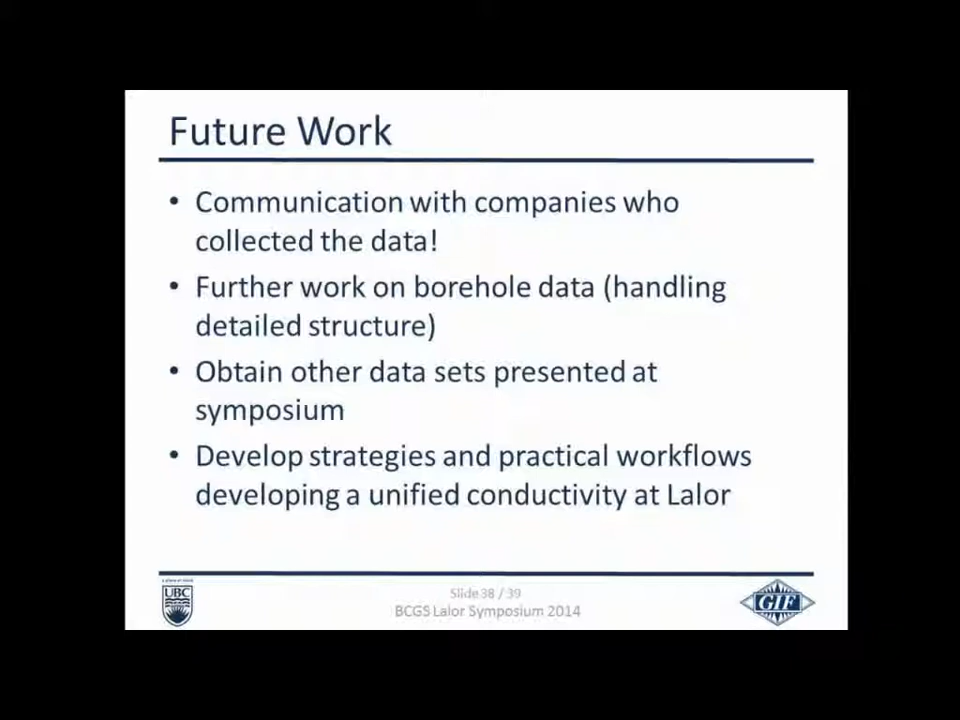 Future Work
• Communication with companies who
collected the data!
• Further work on borehole data (handling
detailed structure)
• Obtain other data sets presented at
symposium
• Develop strategies and practical workflows
developing a unified conductivity at Lalor
Slide 38 / 39
BCGS Lalor Symposium 2014
UBC
GIF